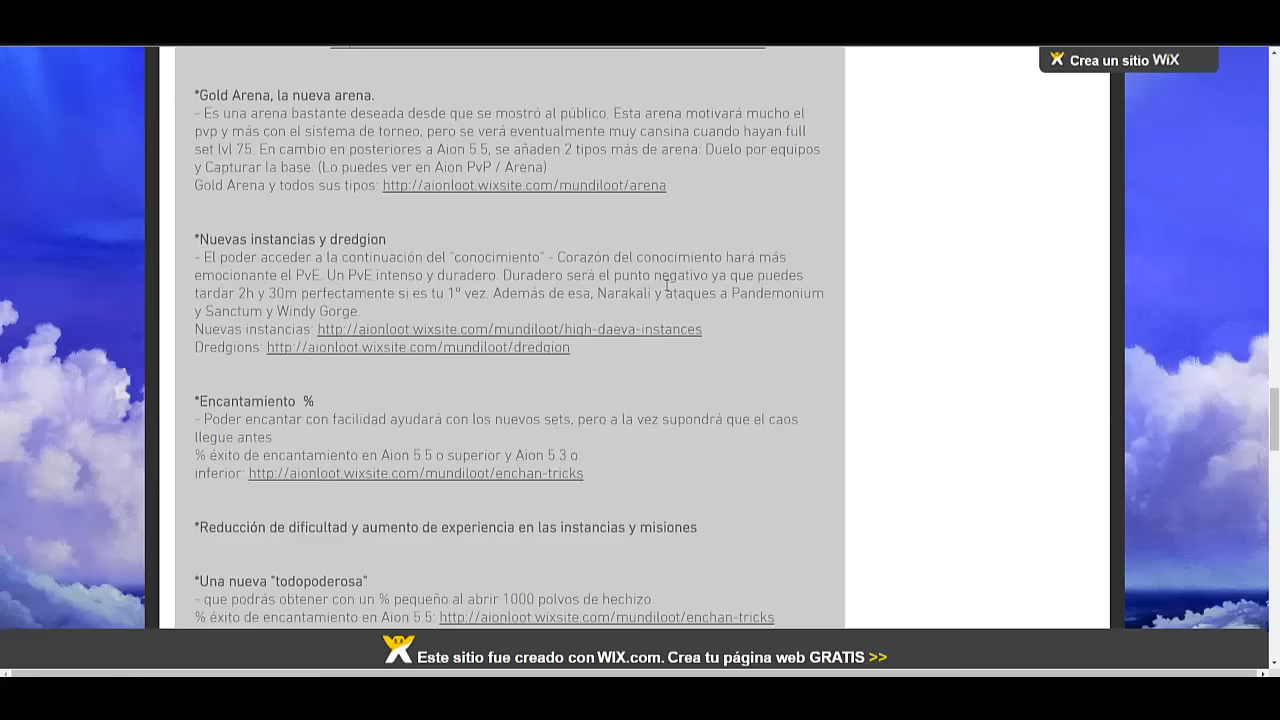 Crea un sitio WiX
*Gold Arena, la nueva arena.
- Es una arena bastante deseada desde que se mostró al público. Esta arena motivará mucho el
pvp y más con el sistema de torneo, pero se verá eventualmente muy cansina cuando hayan full
set lvl 75. En cambio en posteriores a Aion 5.5, se añaden 2 tipos más de arena: Duelo por equipos
y Capturar la base. (Lo puedes ver en Aion PvP / Arena)
Gold Arena y todos sus tipos: http://aionloot.wixsite.com/mundiloot/arena
*Nuevas instancias y dredgion
- El poder acceder a la continuación del "conocimiento" - Corazón del conocimiento hará más
emocionante el PvE. Un PvE intenso y duradero. Duradero será el punto negativo ya que puedes
tardar 2h y 30m perfectamente si es tu 1º vez. Además de esa, Narakali y ataques a Pandemonium
y Sanctum y Windy Gorge.
Nuevas instancias: http://aionloot.wixsite.com/mundiloot/high-daeva-instances
Dredgions: http://aionloot.wixsite.com/mundiloot/dredgion
*Encantamiento %
- Poder encantar con facilidad ayudará con los nuevos sets, pero a la vez supondrá que el caos
llegue antes.
% éxito de encantamiento en Aion 5.5 o superior y Aion 5.3 o
inferior: http://aionloot.wixsite.com/mundiloot/enchan-tricks
*Reducción de dificultad y aumento de experiencia en las instancias y misiones
*Una nueva "todopoderosa"
- que podrás obtener con un % pequeño al abrir 1000 polvos de hechizo
% éxito de encantamiento en Aion 5.5: http://aionloot.wixsite.com/mundiloot/enchan-tricks
Este sitio fue creado con WIX.com. Crea tu página web GRATIS >>